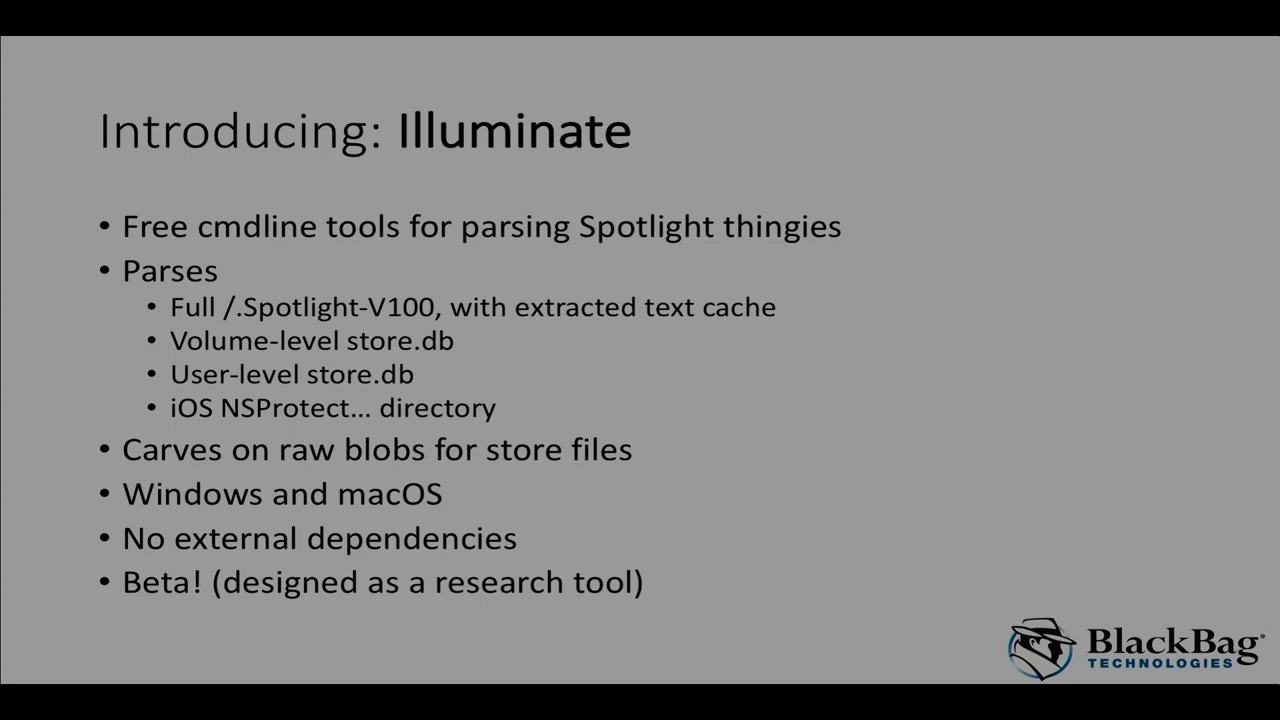 Introducing: Illuminate
• Free cmdline tools for parsing Spotlight thingies
• Parses
• Full /.Spotlight-V100, with extracted text cache
• Volume-level store.db
• User-level store.db
• iOS NSProtect... directory
• Carves on raw blobs for store files
• Windows and macOS
• No external dependencies
• Beta! (designed as a research tool)
BlackBag®
TECHNOLOGIES